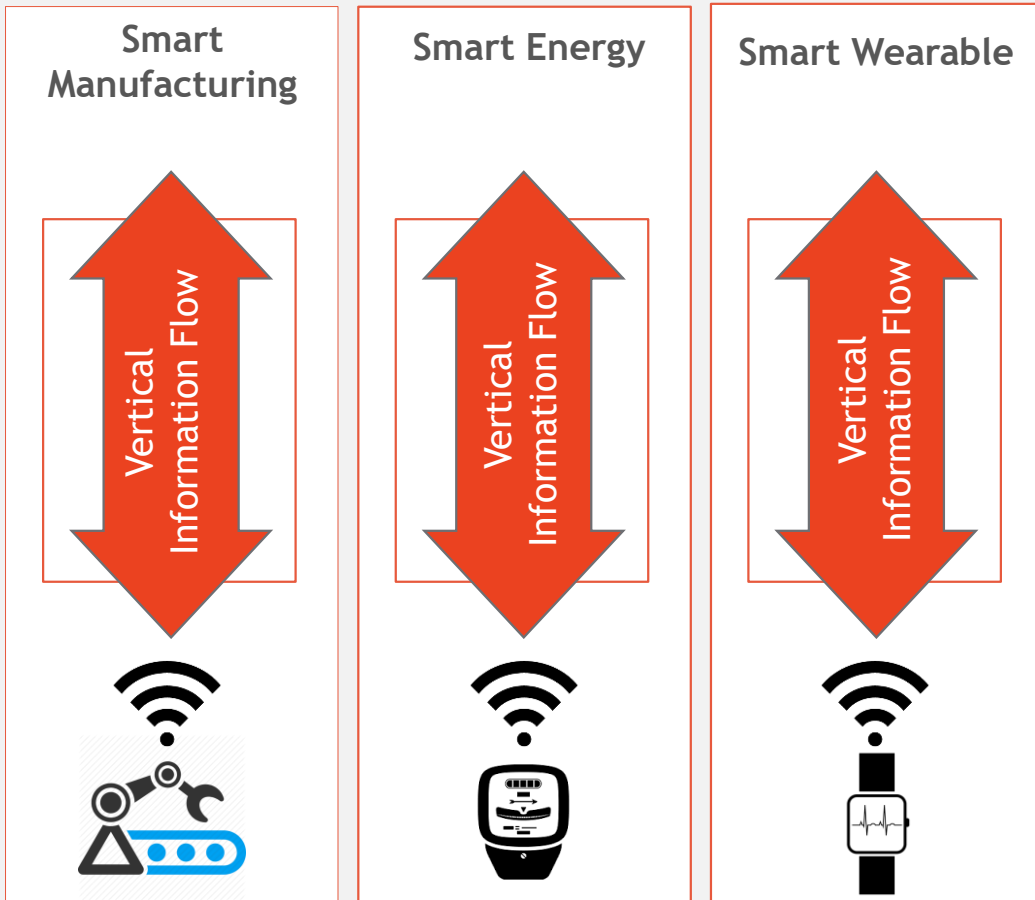 Smart
Manufacturing
Vertical
Information Flow
Smart Energy
Vertical
Information Flow
Smart Wearable
Vertical
Information Flow